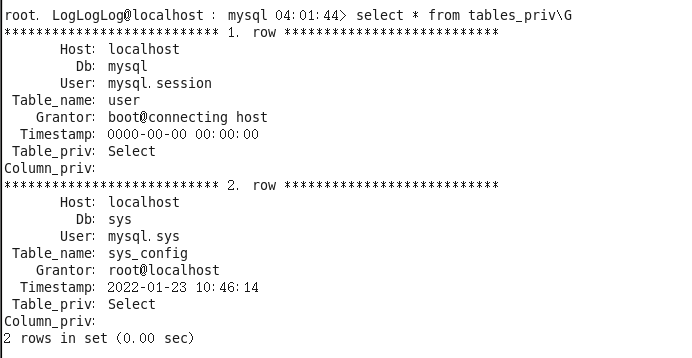 root. LogLogLog@localhost : mysql 04:01:44> select * from tables_priv\G
*************************** 1. row ***************************
Host: localhost
Db: mysql
User: mysql.session
Table_name: user
Grantor: boot@connecting host
Timestamp: 0000-00-00 00:00:00
Table_priv: Select
Column_priv:
*************************** 2. row ***************************
Host: localhost
Db: sys
User: mysql.sys
Table_name: sys_config
Grantor: root@localhost
Timestamp: 2022-01-23 10:46:14
Table_priv: Select
Column_priv:
2 rows in set (0.00 sec)